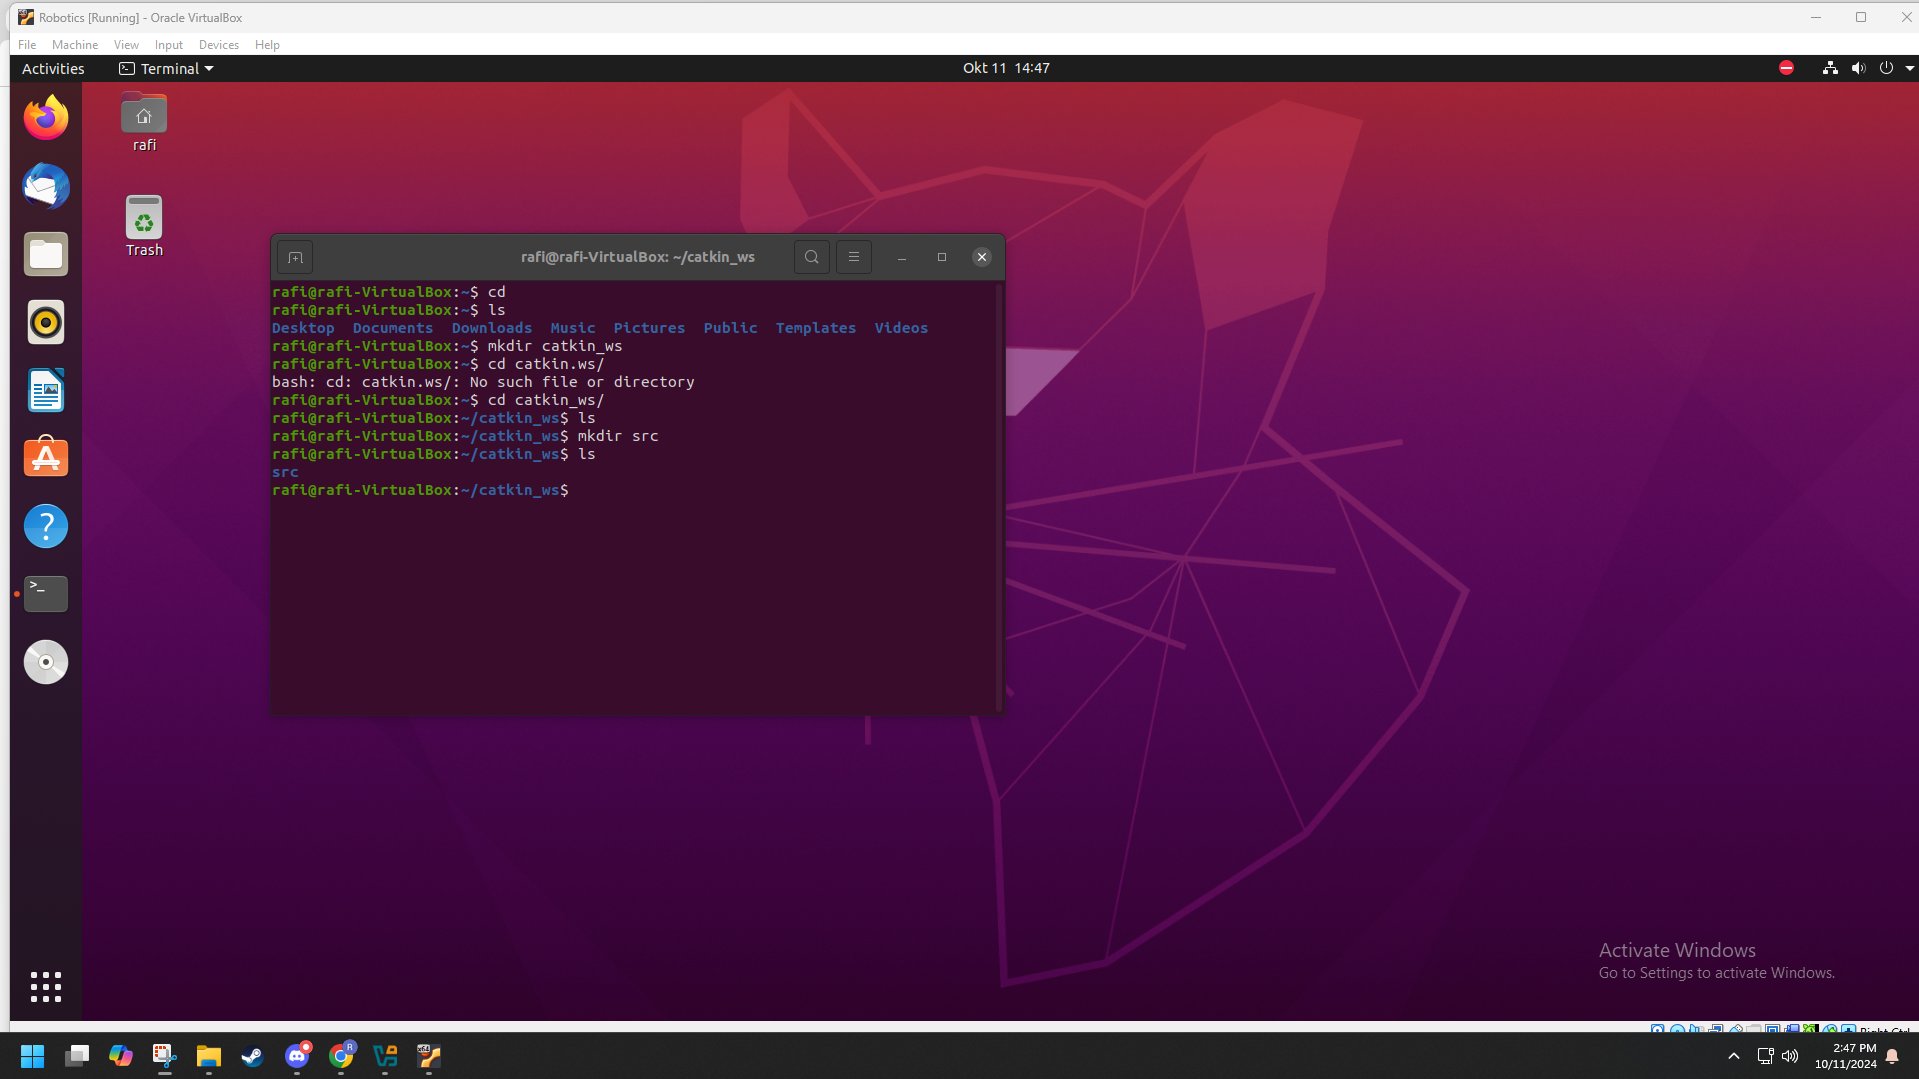 Robotics [Running] - Oracle VirtualBox
File Machine View Input Devices Help
Activities Terminal Okt 11 14:47
rafi
Trash
rafi@rafi-VirtualBox: ~/catkin_ws
rafi@rafi-VirtualBox:~$ cd
rafi@rafi-VirtualBox:~$ ls
Desktop Documents Downloads Music Pictures Public Templates Videos
rafi@rafi-VirtualBox:~$ mkdir catkin_ws
rafi@rafi-VirtualBox:~$ cd catkin.ws/
bash: cd: catkin.ws/: No such file or directory
rafi@rafi-VirtualBox:~$ cd catkin_ws/
rafi@rafi-VirtualBox:~/catkin_ws$ ls
rafi@rafi-VirtualBox:~/catkin_ws$ mkdir src
rafi@rafi-VirtualBox:~/catkin_ws$ ls
src
rafi@rafi-VirtualBox:~/catkin_ws$
Activate Windows
Go to Settings to activate Windows.
Right Ctrl
2:47 PM
10/11/2024